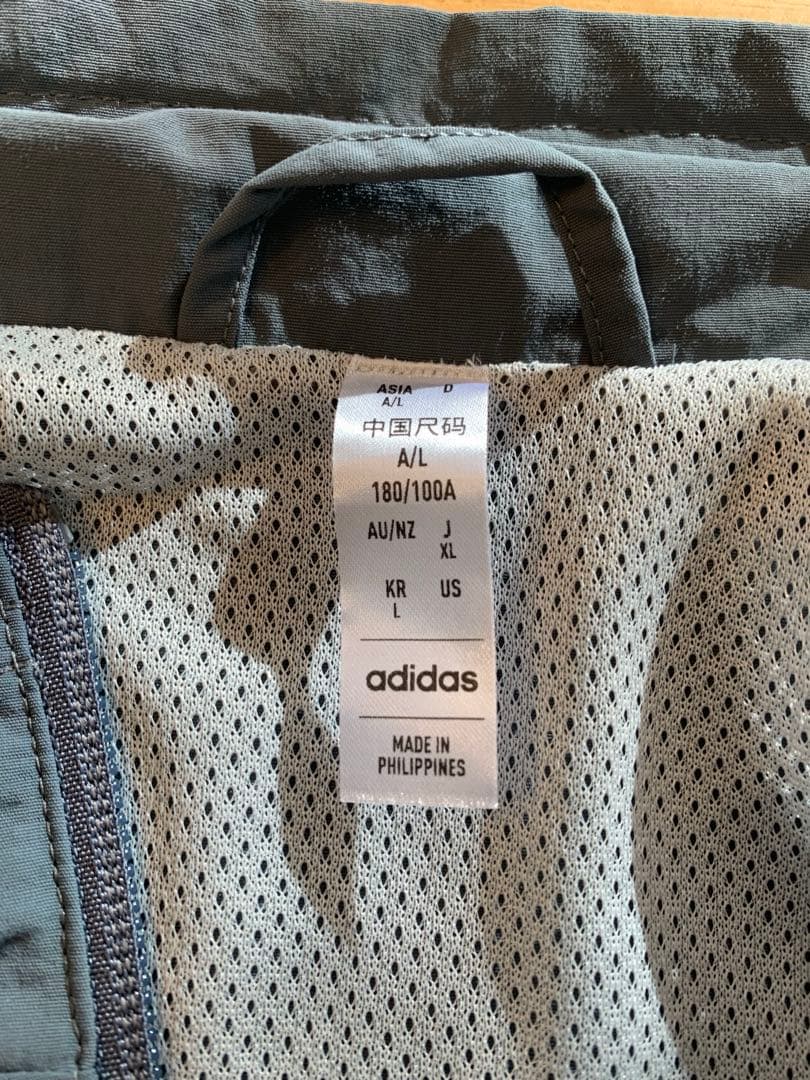 ASIA D
A/L
中国尺码
A/L
180/100A
AU/NZ J
XL
KR US
L
adidas
MADE IN
PHILIPPINES